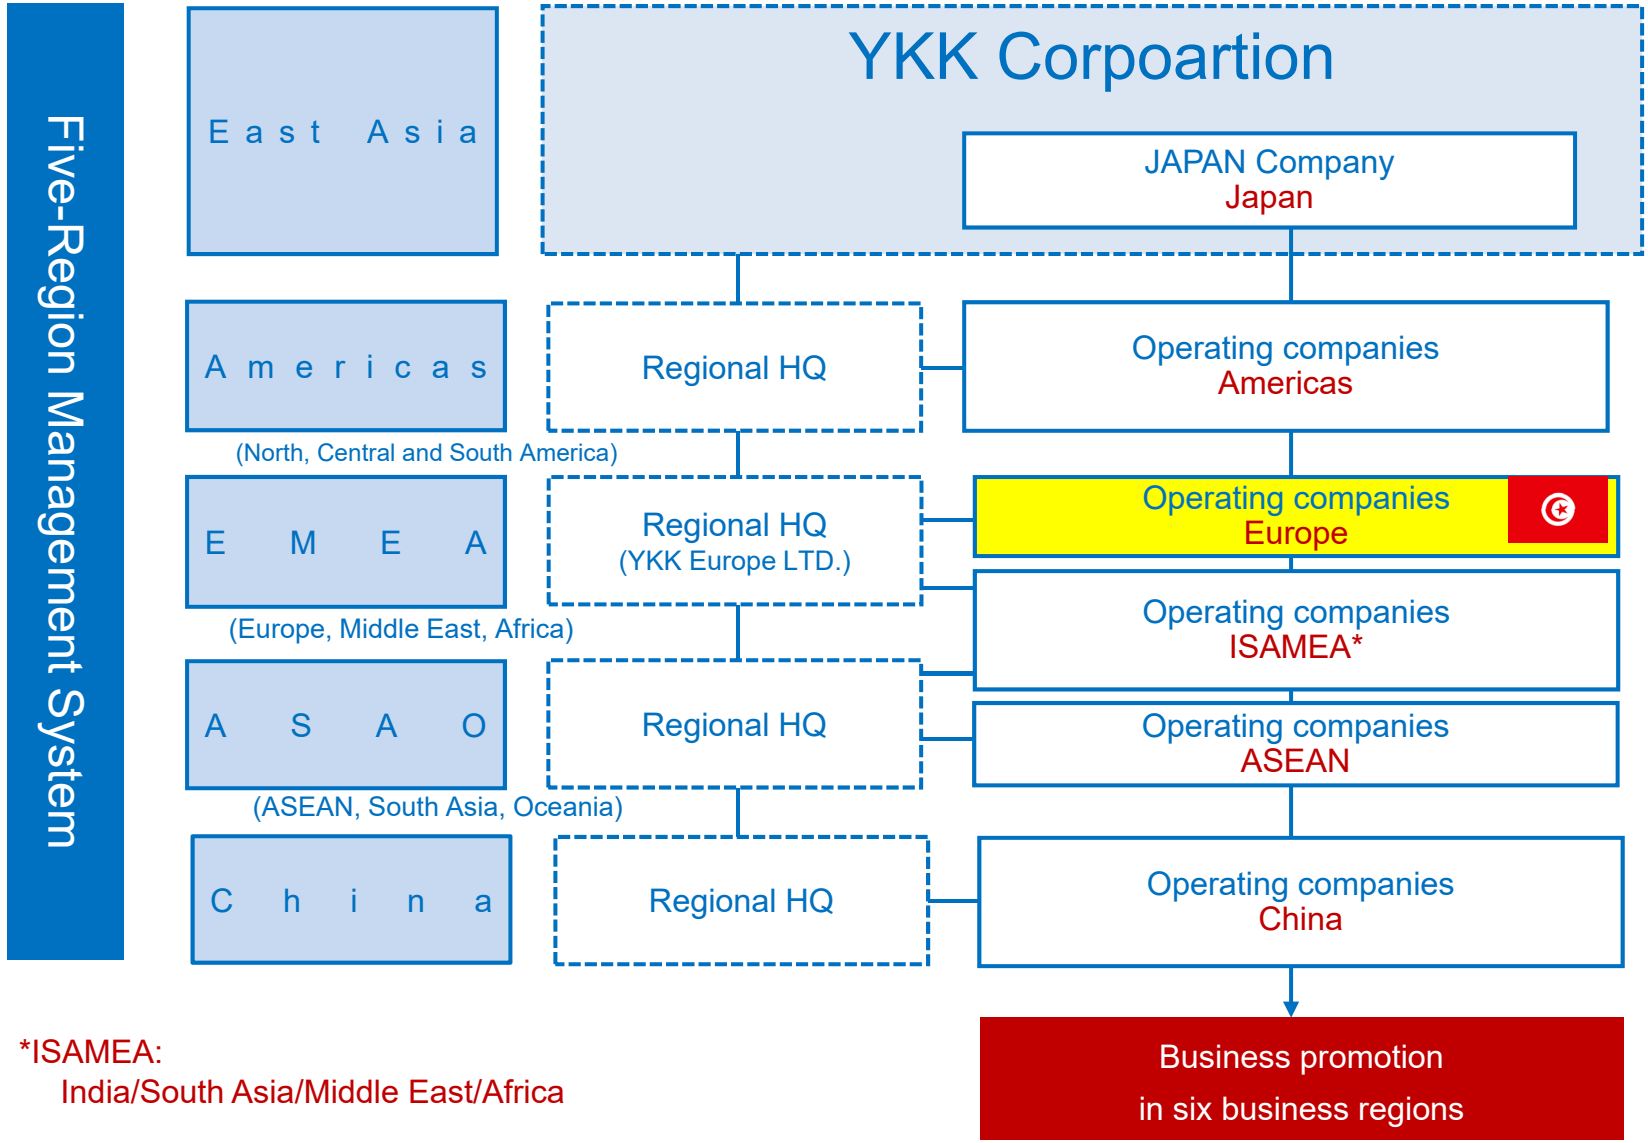 Five-Region Management System
East Asia
YKK Corpoartion
JAPAN Company
Japan
Americas
(North, Central and South America)
Regional HQ
Operating companies
Americas
EMEA
(Europe, Middle East, Africa)
Regional HQ
(YKK Europe LTD.)
Operating companies
Europe
Operating companies
ISAMEA*
ASAO
(ASEAN, South Asia, Oceania)
Regional HQ
Operating companies
ASEAN
China
Regional HQ
Operating companies
China
*ISAMEA:
India/South Asia/Middle East/Africa
Business promotion
in six business regions